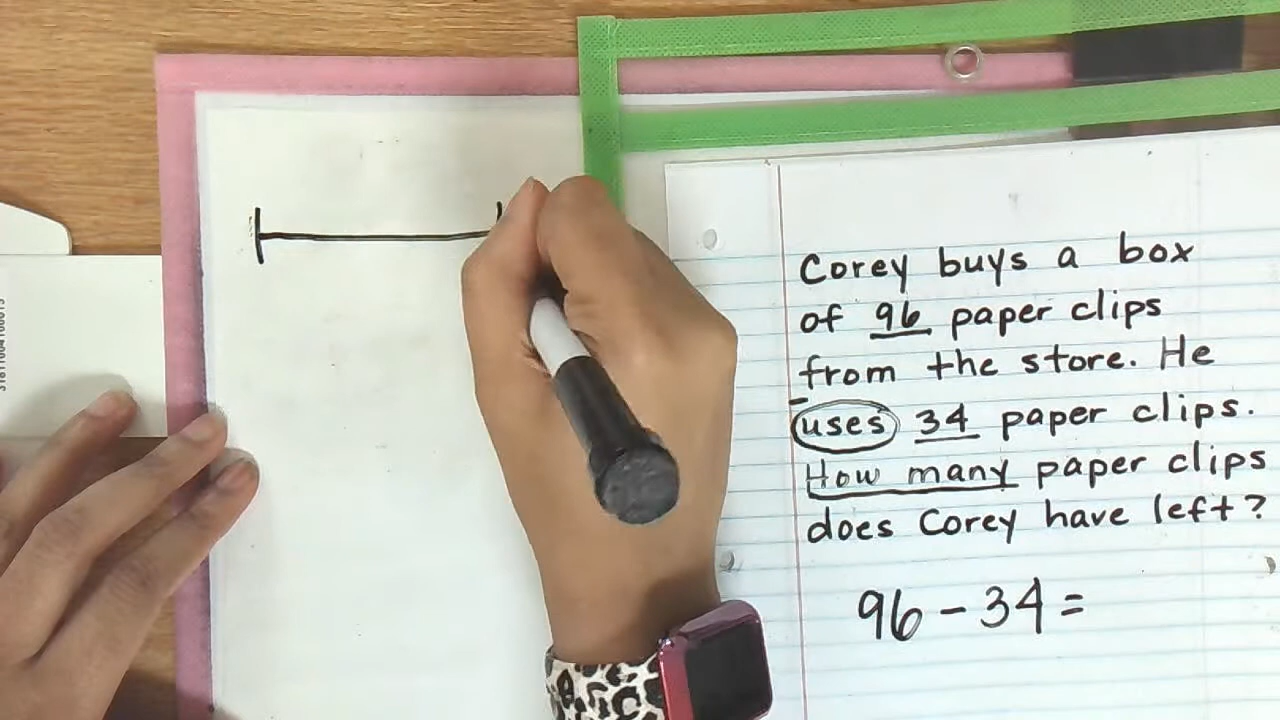 Corey buys a box
of 96 paper clips
from the store. He
uses 34 paper clips.
How many paper clips
does Corey have left?
96 - 34 =